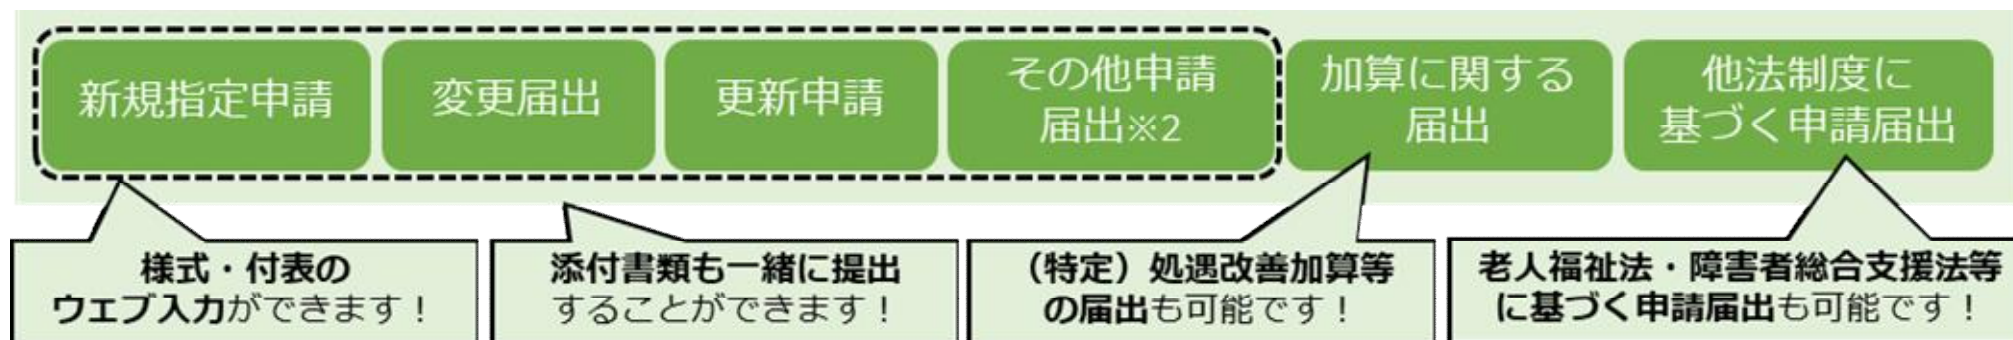 新規指定申請
変更届出
更新申請
その他申請
届出※2
加算に関する
届出
他法制度に
基づく申請届出
様式・付表の
ウェブ入力ができます！
添付書類も一緒に提出
することができます！
（特定）処遇改善加算等
の届出も可能です！
老人福祉法・障害者総合支援法等
に基づく申請届出も可能です！